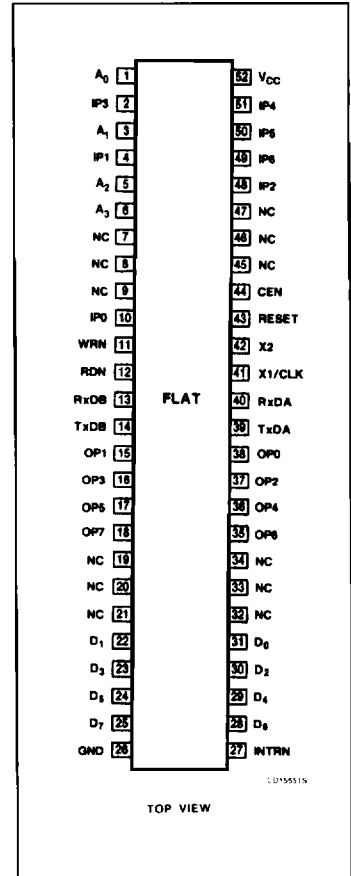 A0 1 52 VCC
IP3 2 51 IP4
A1 3 50 IP5
IP1 4 49 IP6
A2 5 48 IP2
A3 6 47 NC
NC 7 46 NC
NC 8 45 NC
NC 9 44 CEN
IP0 10 43 RESET
WRN 11 42 X2
RDN 12 41 X1/CLK
RxDB 13 FLAT 40 RxDA
TxDB 14 39 TxDA
OP1 15 38 OP0
OP3 16 37 OP2
OP5 17 36 OP4
OP7 18 35 OP6
NC 19 34 NC
NC 20 33 NC
NC 21 32 NC
D1 22 31 D0
D3 23 30 D2
D5 24 29 D4
D7 25 28 D6
GND 26 27 INTRN
TOP VIEW